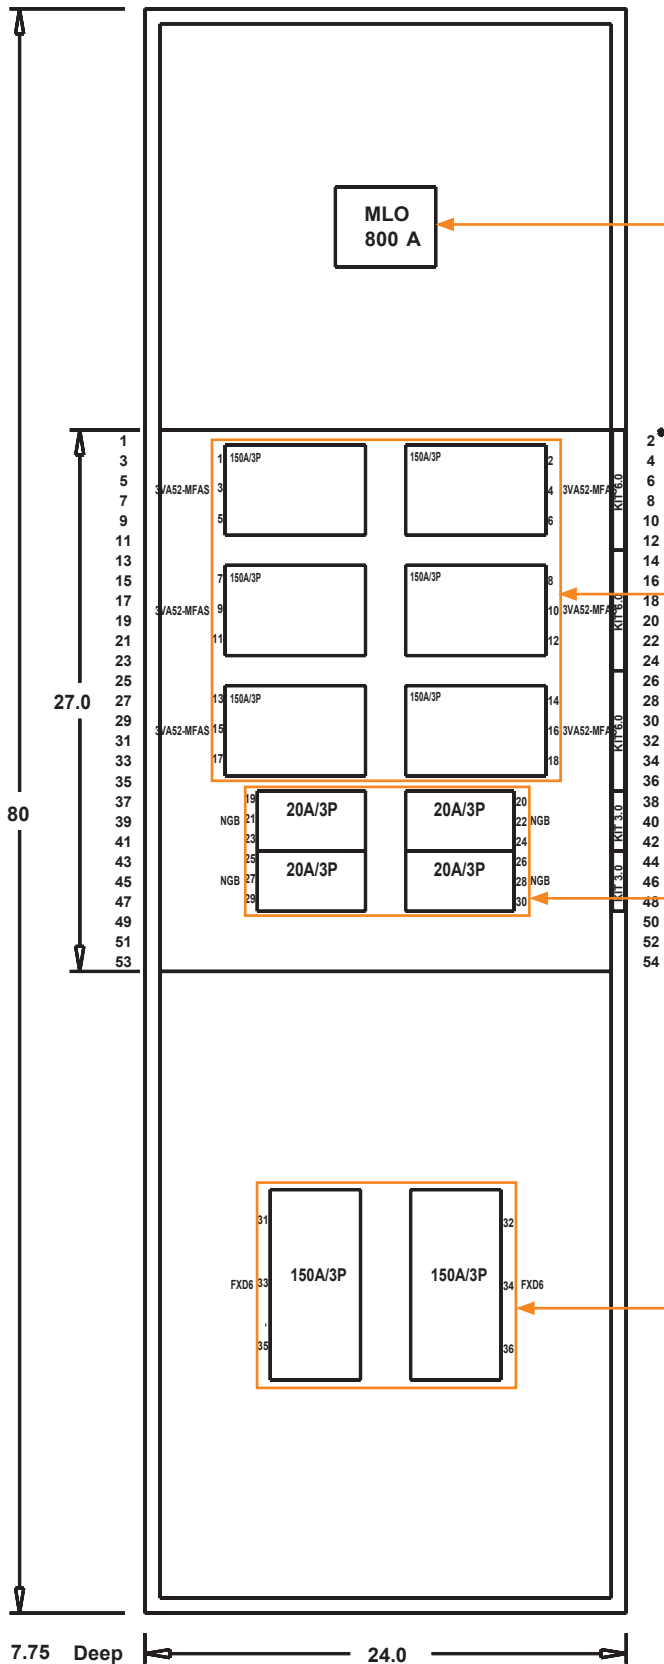 MLO
800 A
1 2
3 4
5 6
7 8
9 10
11 12
13 14
15 16
17 18
19 20
21 22
23 24
25 26
27 28
29 30
31 32
33 34
35 36
37 38
39 40
41 42
43 44
45 46
47 48
49 50
51 52
53 54
27.0
80
1 150A/3P 150A/3P 2
3VA52-MFAS 3 4 3VA52-MFAS KIT 6.0
5 6
7 150A/3P 150A/3P 8
3VA52-MFAS 9 10 3VA52-MFAS KIT 6.0
11 12
13 150A/3P 150A/3P 14
3VA52-MFAS 15 16 3VA52-MFAS KIT 6.0
17 18
19 20A/3P 20A/3P 20
NGB 21 22 NGB KIT 3.0
23 24
25 20A/3P 20A/3P 26
NGB 27 28 NGB KIT 3.0
29 30
31 32
FXD6 33 150A/3P 150A/3P 34 FXD6
35 36
7.75 Deep 24.0